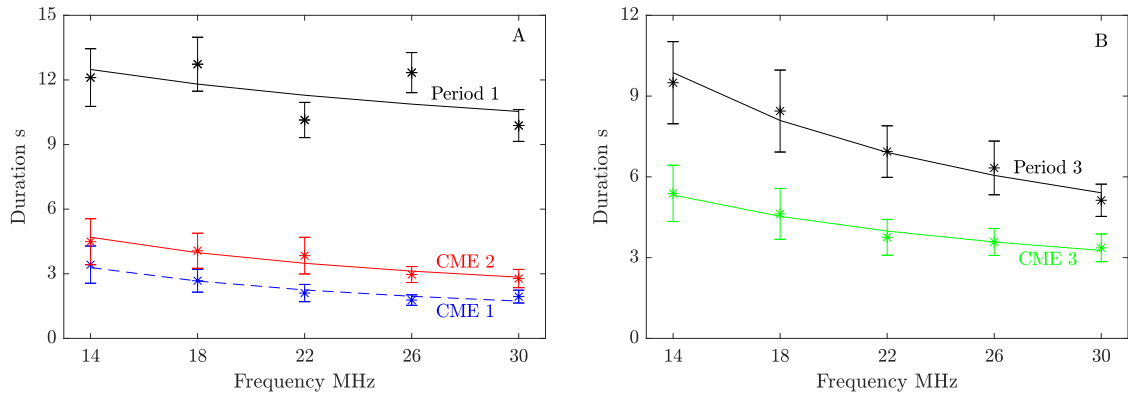 15
12
9
6
3
0
Duration s
A
Period 1
CME 2
CME 1
14 18 22 26 30
Frequency MHz
12
9
6
3
0
Duration s
B
Period 3
CME 3
14 18 22 26 30
Frequency MHz